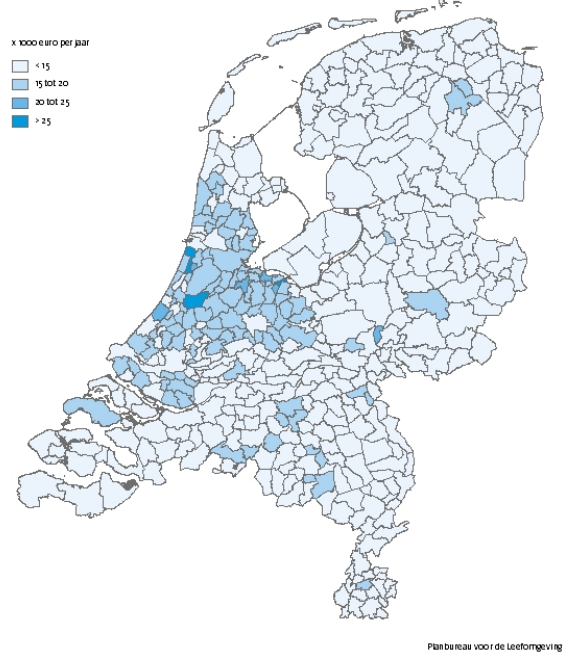 x 1000 euro per jaar
< 15
15 tot 20
20 tot 25
> 25
Planbureau voor de Leefomgeving